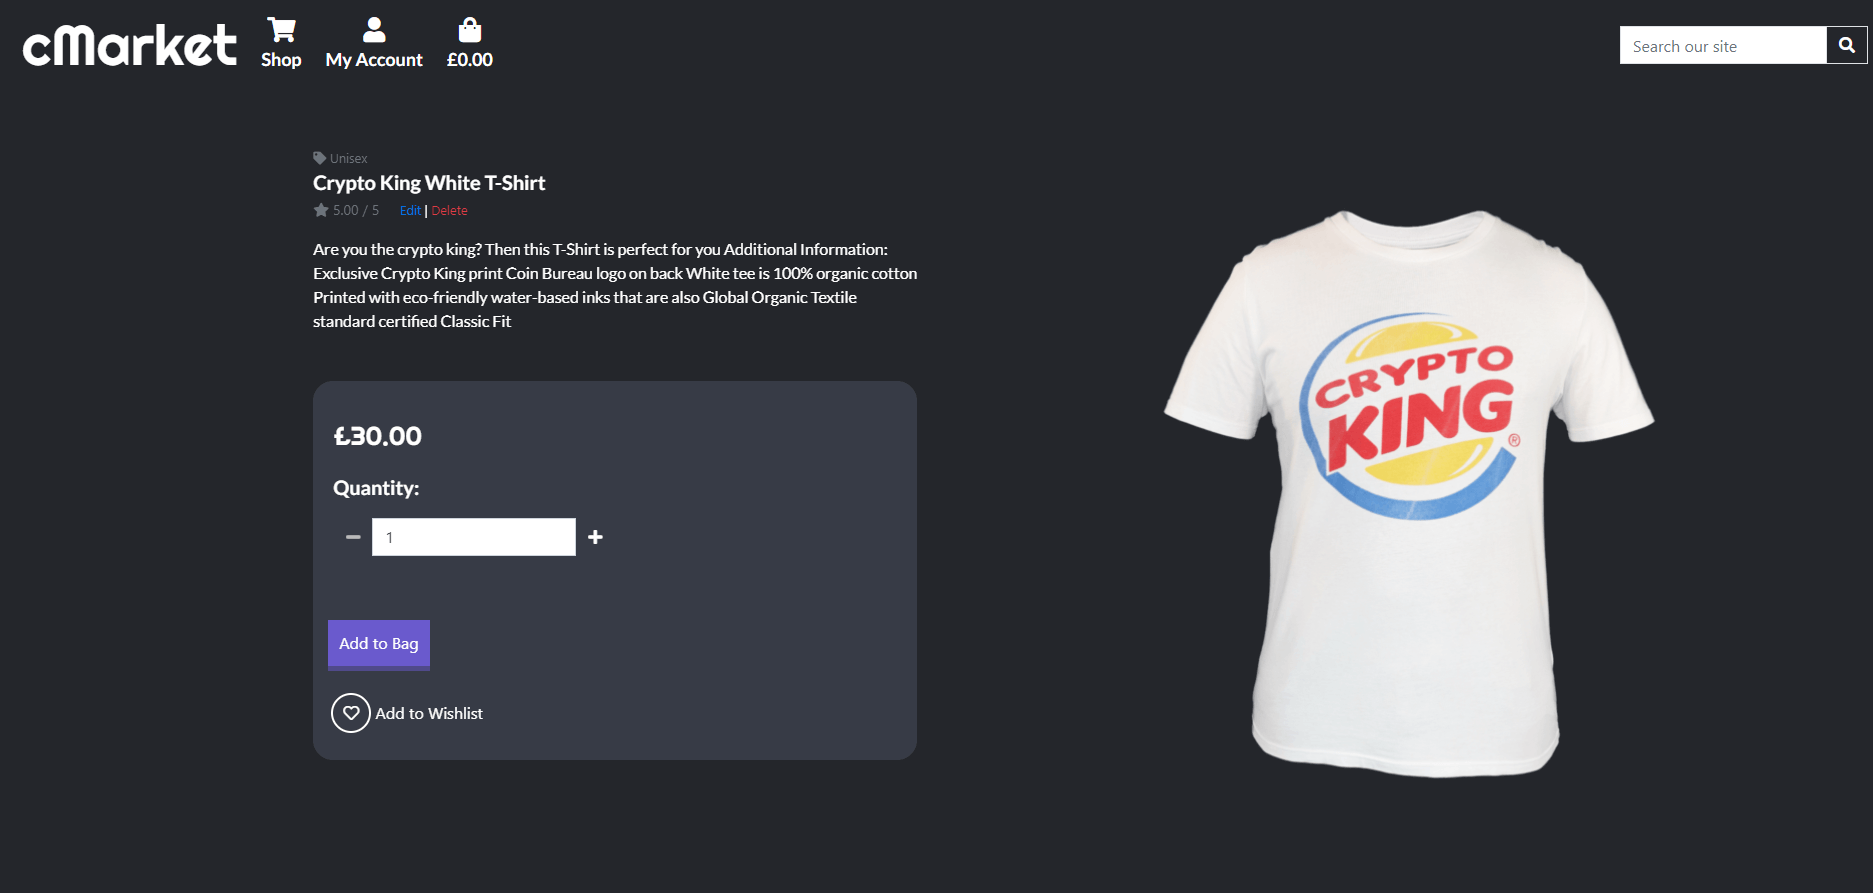 cMarket
Shop
My Account
£0.00
Search our site
Unisex
Crypto King White T-Shirt
5.00 / 5 Edit | Delete
Are you the crypto king? Then this T-Shirt is perfect for you Additional Information:
Exclusive Crypto King print Coin Bureau logo on back White tee is 100% organic cotton
Printed with eco-friendly water-based inks that are also Global Organic Textile
standard certified Classic Fit
£30.00
Quantity:
1
Add to Bag
Add to Wishlist
CRYPTO
KING
®